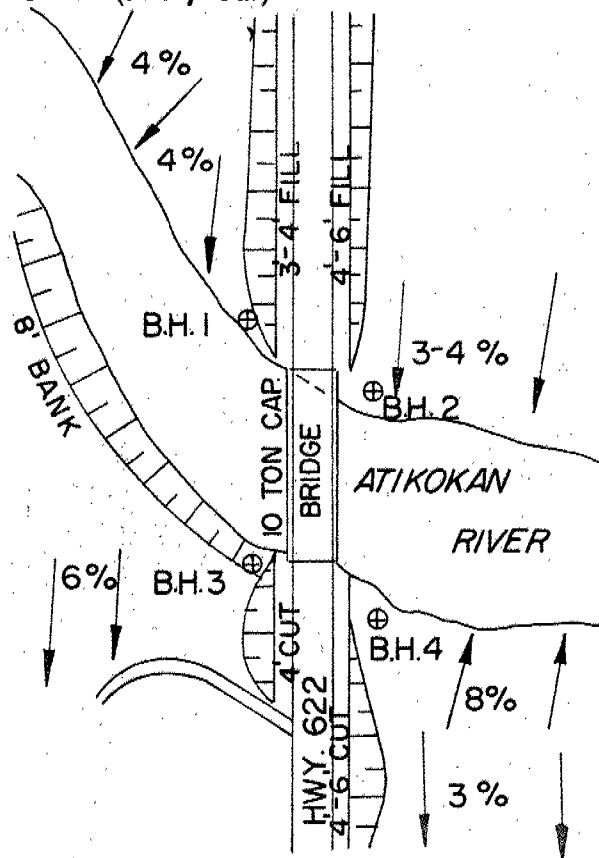 4%
4%
3-4' FILL
4'-6' FILL
B.H. 1
3-4 %
B.H. 2
8' BANK
10 TON CAP.
BRIDGE
ATIKOKAN
RIVER
6%
B.H. 3
B.H. 4
4' CUT
HWY. 622
4'-6' CUT
8%
3%